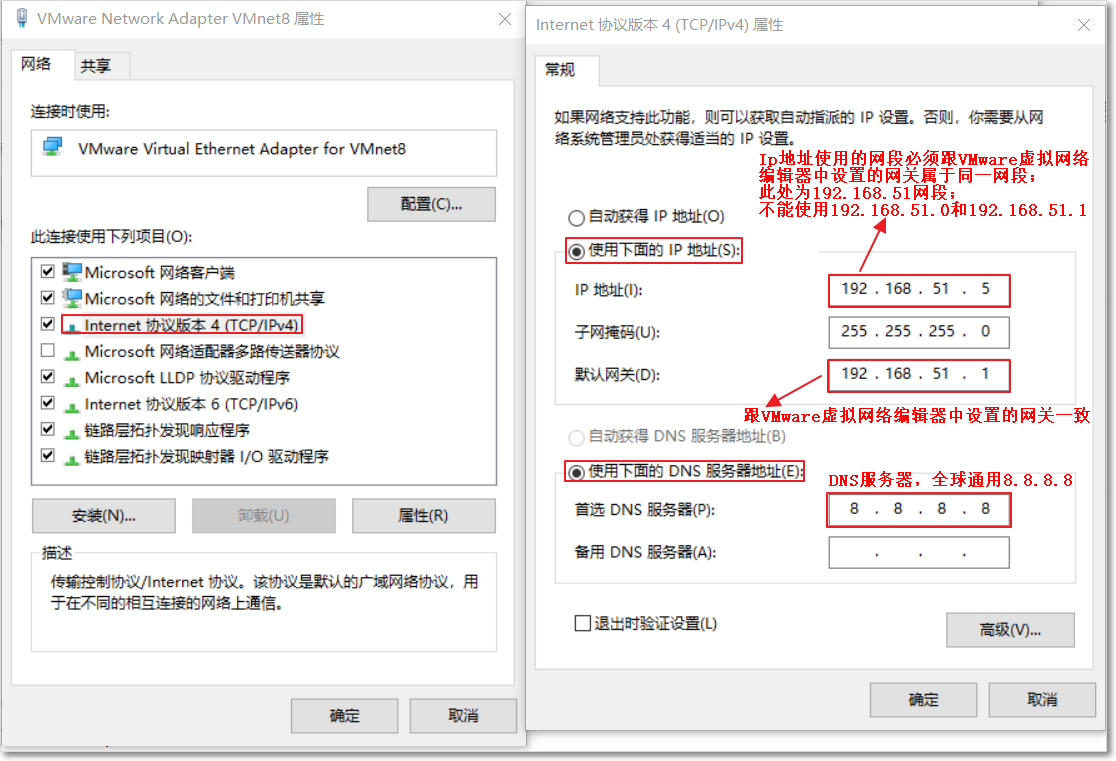 VMware Network Adapter VMnet8 属性
网络
共享
连接时使用:
VMware Virtual Ethernet Adapter for VMnet8
配置(C)...
此连接使用下列项目(O):
Microsoft 网络客户端
Microsoft 网络的文件和打印机共享
Internet 协议版本 4 (TCP/IPv4)
Microsoft 网络适配器多路传送器协议
Microsoft LLDP 协议驱动程序
Internet 协议版本 6 (TCP/IPv6)
链路层拓扑发现响应程序
链路层拓扑发现映射器 I/O 驱动程序
安装(N)...
卸载(U)
属性(R)
描述
传输控制协议/Internet 协议。该协议是默认的广域网络协议，用
于在不同的相互连接的网络上通信。
确定
取消
Internet 协议版本 4 (TCP/IPv4) 属性
常规
如果网络支持此功能，则可以获取自动指派的 IP 设置。否则，你需要从网
络系统管理员处获得适当的 IP 设置。
Ip地址使用的网段必须跟VMware虚拟网络
编辑器中设置的网关属于同一网段；
此处为192.168.51网段；
不能使用192.168.51.0和192.168.51.1
自动获得 IP 地址(O)
使用下面的 IP 地址(S):
IP 地址(I):
192 . 168 . 51 . 5
子网掩码(U):
255 . 255 . 255 . 0
默认网关(D):
192 . 168 . 51 . 1
跟VMware虚拟网络编辑器中设置的网关一致
自动获得 DNS 服务器地址(B)
使用下面的 DNS 服务器地址(E):
DNS服务器，全球通用8.8.8.8
首选 DNS 服务器(P):
8 . 8 . 8 . 8
备用 DNS 服务器(A):
. . .
退出时验证设置(L)
高级(V)...
确定
取消